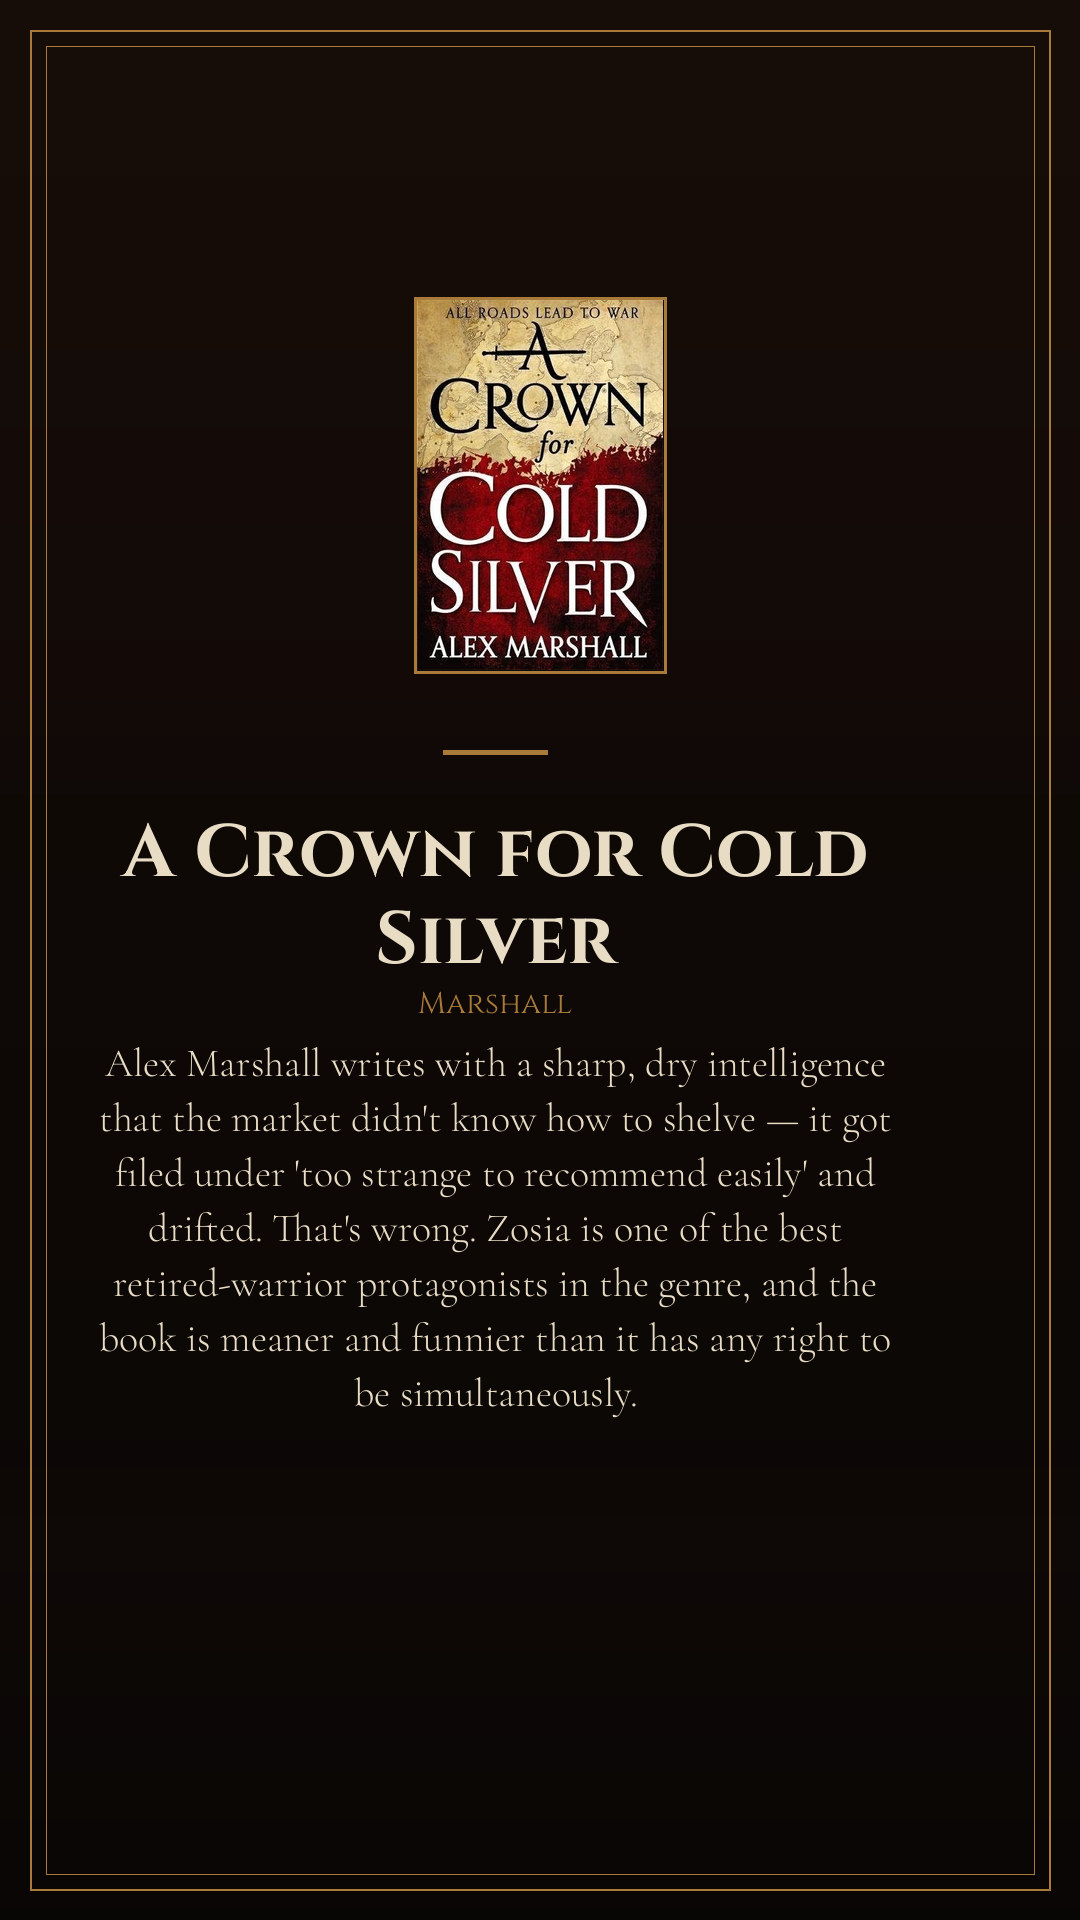 ALL ROADS LEAD TO WAR
A
CROWN
for
COLD
SILVER
ALEX MARSHALL
A Crown for Cold
Silver
Marshall
Alex Marshall writes with a sharp, dry intelligence
that the market didn't know how to shelve — it got
filed under 'too strange to recommend easily' and
drifted. That's wrong. Zosia is one of the best
retired-warrior protagonists in the genre, and the
book is meaner and funnier than it has any right to
be simultaneously.